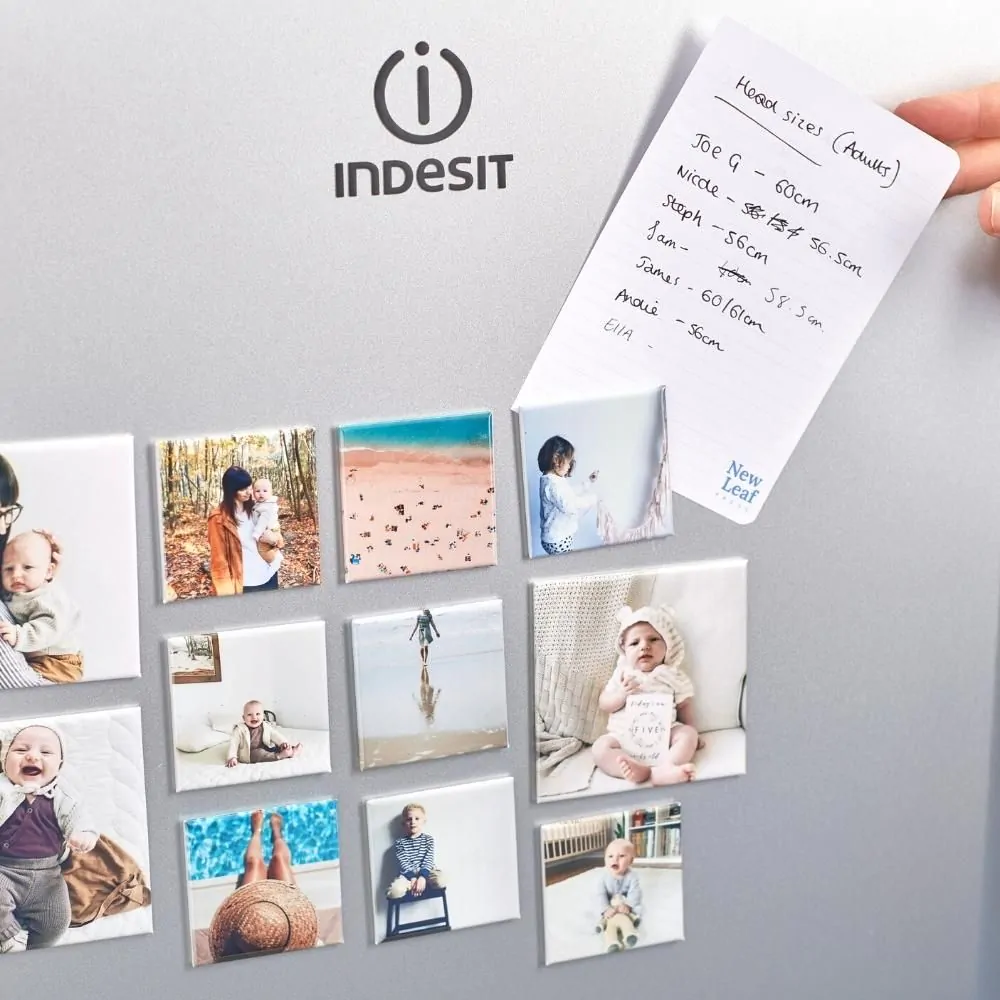 INDESIT
Head sizes (Adults)
Joe G - 60cm
Nicole - 56.5cm
Steph - 56cm
Sam - 58.5cm.
James - 60/61cm
- 56cm
Ella -
New
Leaf
FIVE